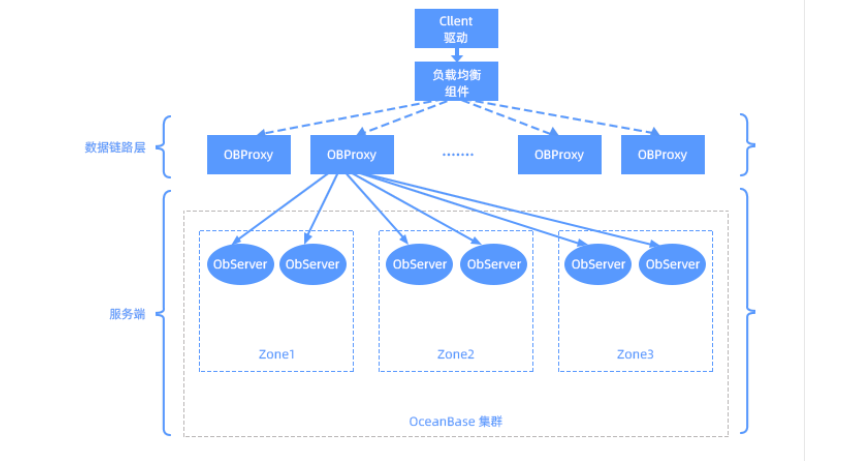 Cllent
驱动
负载均衡
组件
数据链路层
OBProxy
OBProxy
.......
OBProxy
OBProxy
ObServer
ObServer
ObServer
ObServer
ObServer
ObServer
服务端
Zone1
Zone2
Zone3
OceanBase 集群